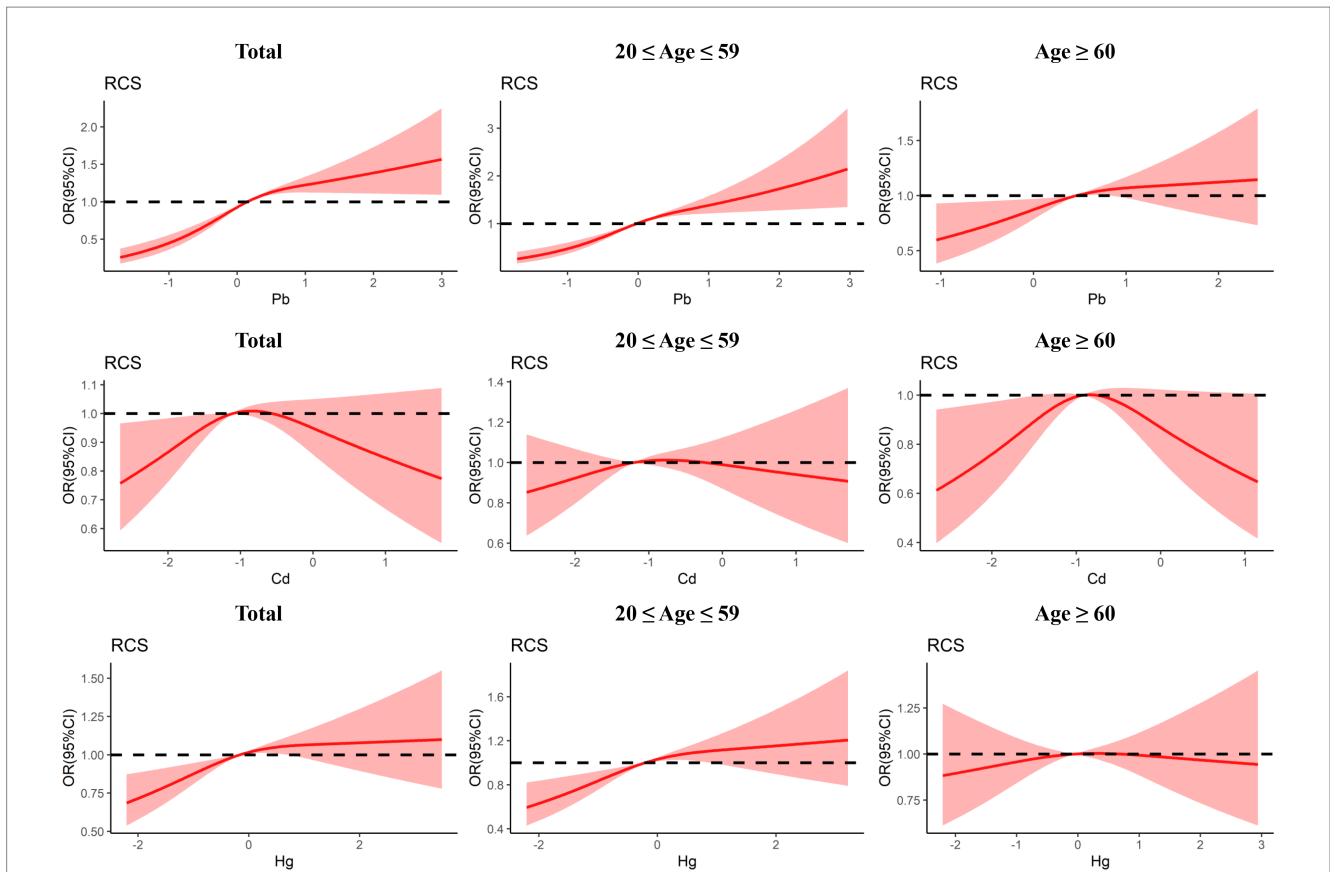 Total
20 ≤ Age ≤ 59
Age ≥ 60
RCS
RCS
RCS
OR(95%CI)
2.0
1.5
1.0
0.5
-1
0
1
2
3
Pb
OR(95%CI)
3
2
1
-1
0
1
2
3
Pb
OR(95%CI)
1.5
1.0
0.5
-1
0
1
2
Pb
Total
20 ≤ Age ≤ 59
Age ≥ 60
RCS
RCS
RCS
OR(95%CI)
1.1
1.0
0.9
0.8
0.7
0.6
-2
-1
0
1
Cd
OR(95%CI)
1.4
1.2
1.0
0.8
0.6
-2
-1
0
1
Cd
OR(95%CI)
1.0
0.8
0.6
0.4
-2
-1
0
1
Cd
Total
20 ≤ Age ≤ 59
Age ≥ 60
RCS
RCS
RCS
OR(95%CI)
1.50
1.25
1.00
0.75
0.50
-2
0
2
Hg
OR(95%CI)
1.6
1.2
0.8
0.4
-2
0
2
Hg
OR(95%CI)
1.25
1.00
0.75
-2
-1
0
1
2
3
Hg